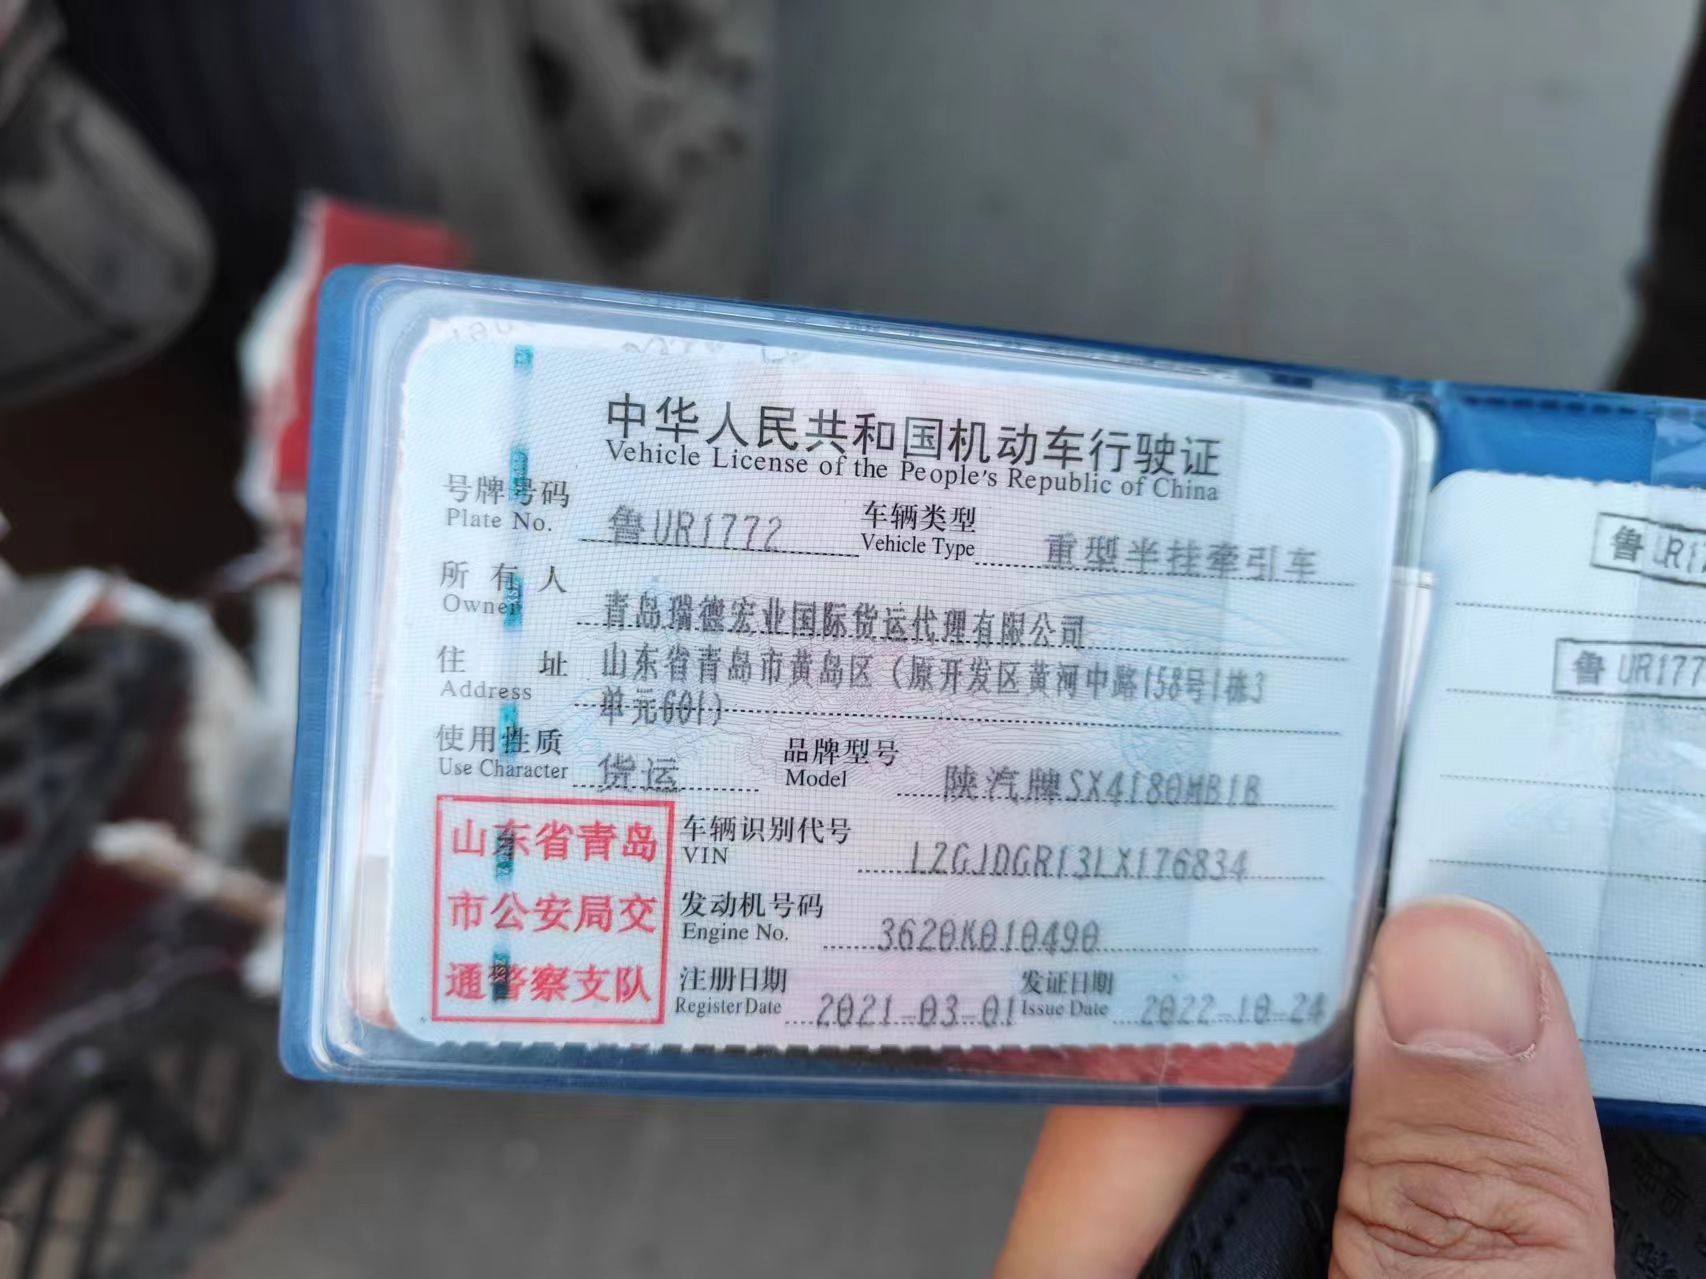 中华人民共和国机动车行驶证
Vehicle License of the People's Republic of China
号牌号码 鲁UR1772 车辆类型 重型半挂牵引车
Plate No. Vehicle Type
所有人 青岛瑞德宏业国际货运代理有限公司
Owner
住址 山东省青岛市黄岛区(原开发区黄河中路158号1栋3
Address 单元601)
使用性质 货运 品牌型号 陕汽牌SX4180MB1B
Use Character Model
山东省青岛
市公安局交
通警察支队
车辆识别代号 LZGJDGR13LX176834
VIN
发动机号码 3620K010490
Engine No.
注册日期 2021-03-01 发证日期 2022-10-24
Register Date Issue Date
鲁UR17
鲁UR177